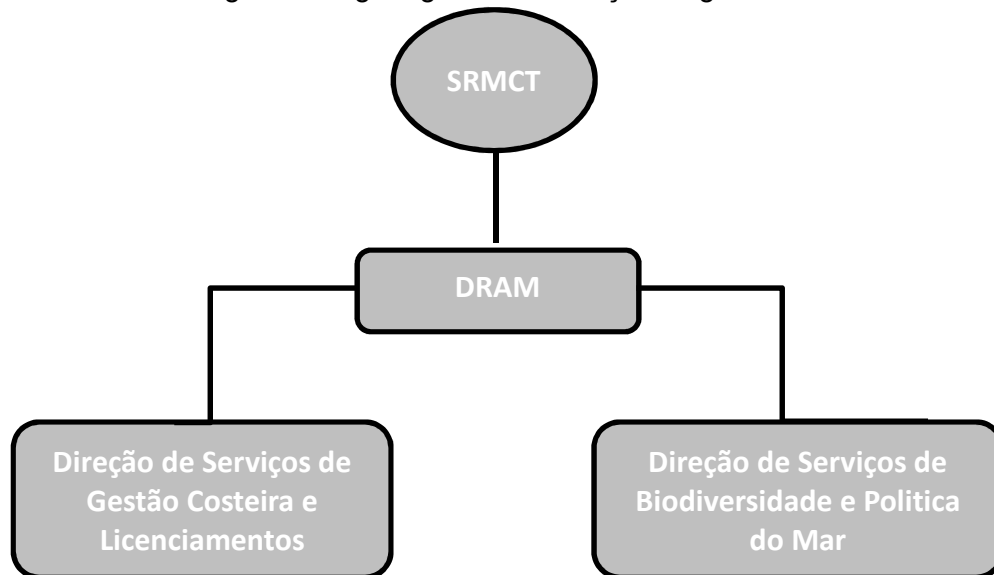 SRMCT
DRAM
Direção de Serviços de
Gestão Costeira e
Licenciamentos
Direção de Serviços de
Biodiversidade e Politica
do Mar